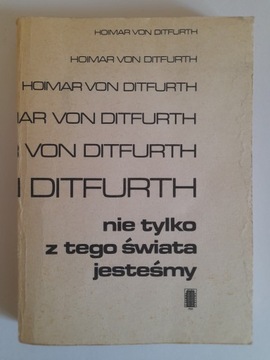 HOIMAR VON DITFURTH
HOIMAR VON DITFURTH
HOIMAR VON DITFURTH
AR VON DITFURTH
R VON DITFURTH
DITFURTH
nie tylko
z tego świata
jesteśmy